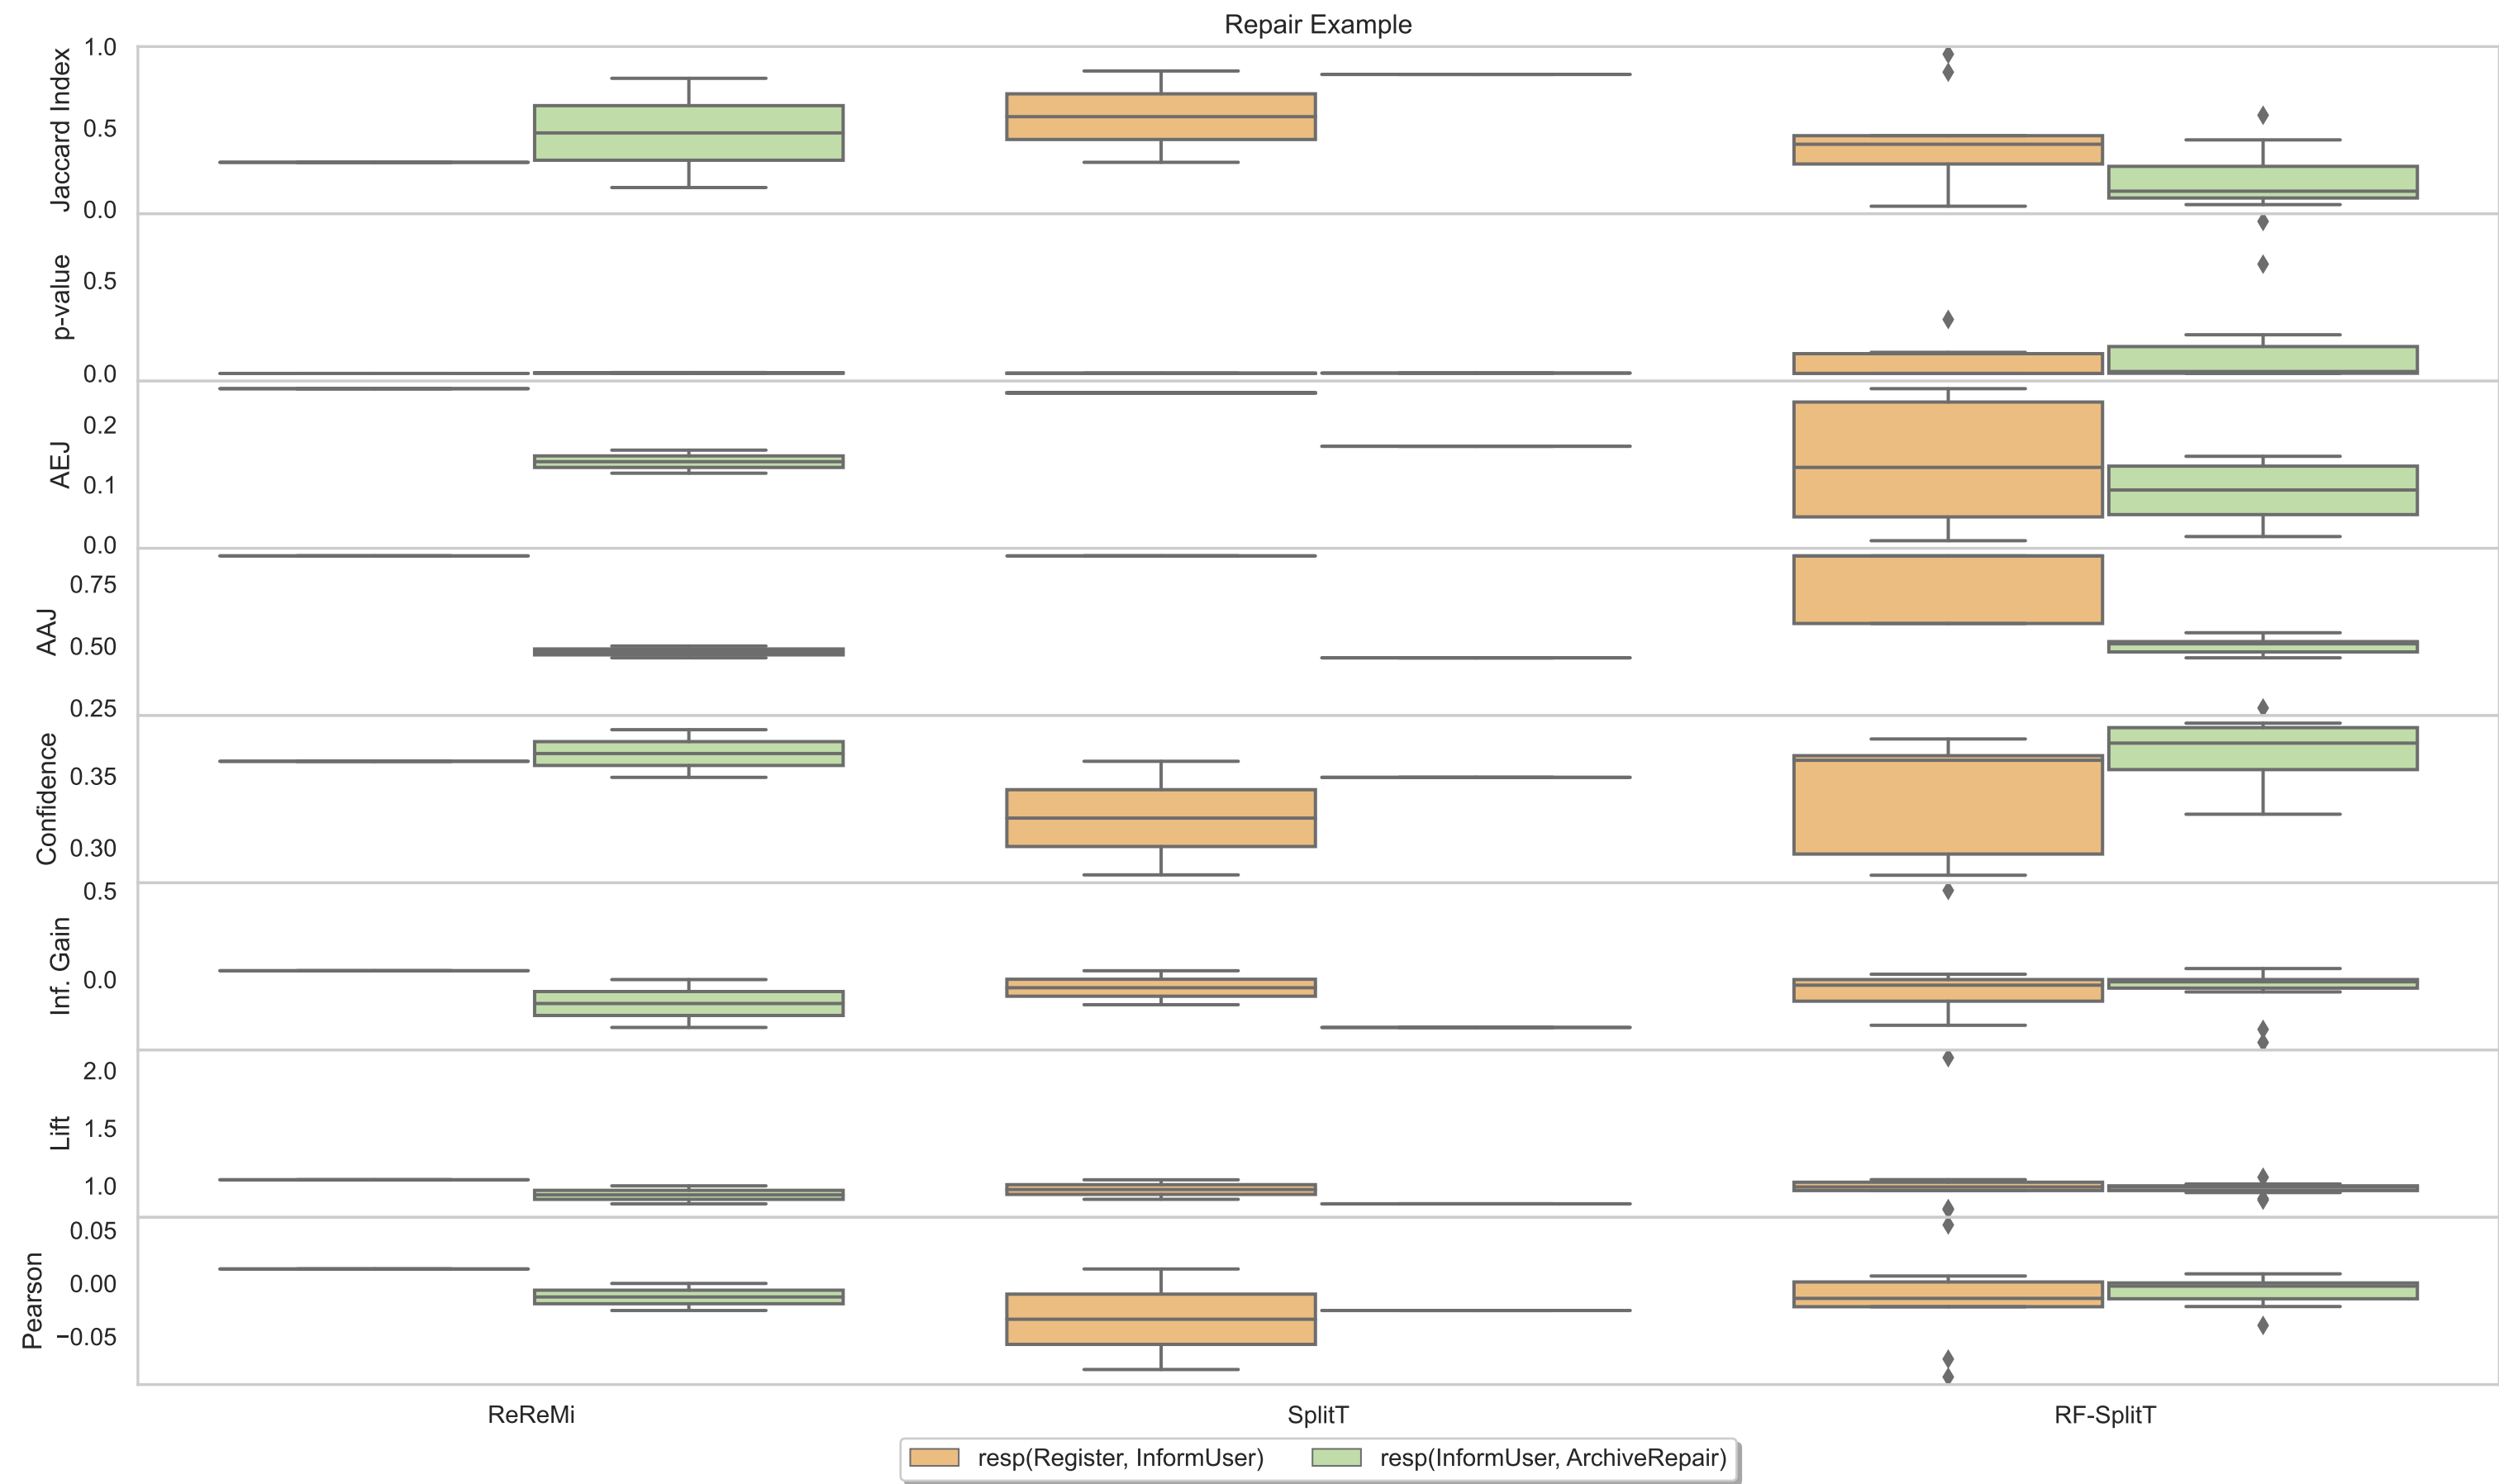 Repair Example
Jaccard Index
1.0
0.5
0.0
p-value
0.5
0.0
AEJ
0.2
0.1
0.0
AAJ
0.75
0.50
0.25
Confidence
0.35
0.30
Inf. Gain
0.5
0.0
Lift
2.0
1.5
1.0
Pearson
0.05
0.00
−0.05
ReReMi SplitT RF-SplitT
resp(Register, InformUser) resp(InformUser, ArchiveRepair)